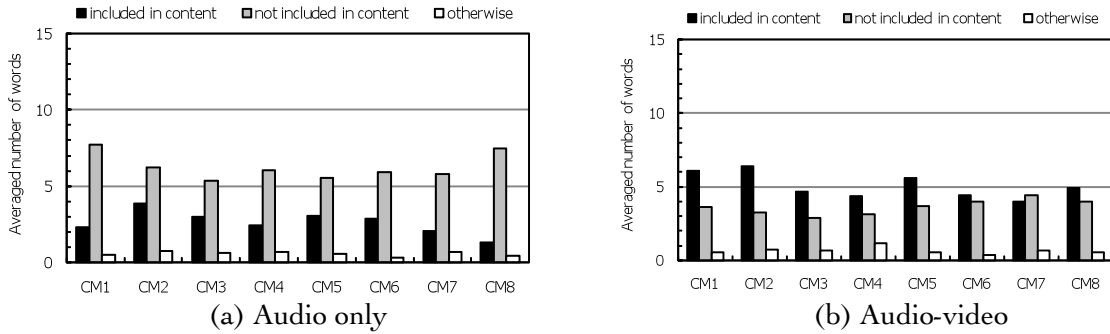 included in content not included in content otherwise
Averaged number of words
15
10
5
0
CM1 CM2 CM3 CM4 CM5 CM6 CM7 CM8
(a) Audio only
included in content not included in content otherwise
Averaged number of words
15
10
5
0
CM1 CM2 CM3 CM4 CM5 CM6 CM7 CM8
(b) Audio-video